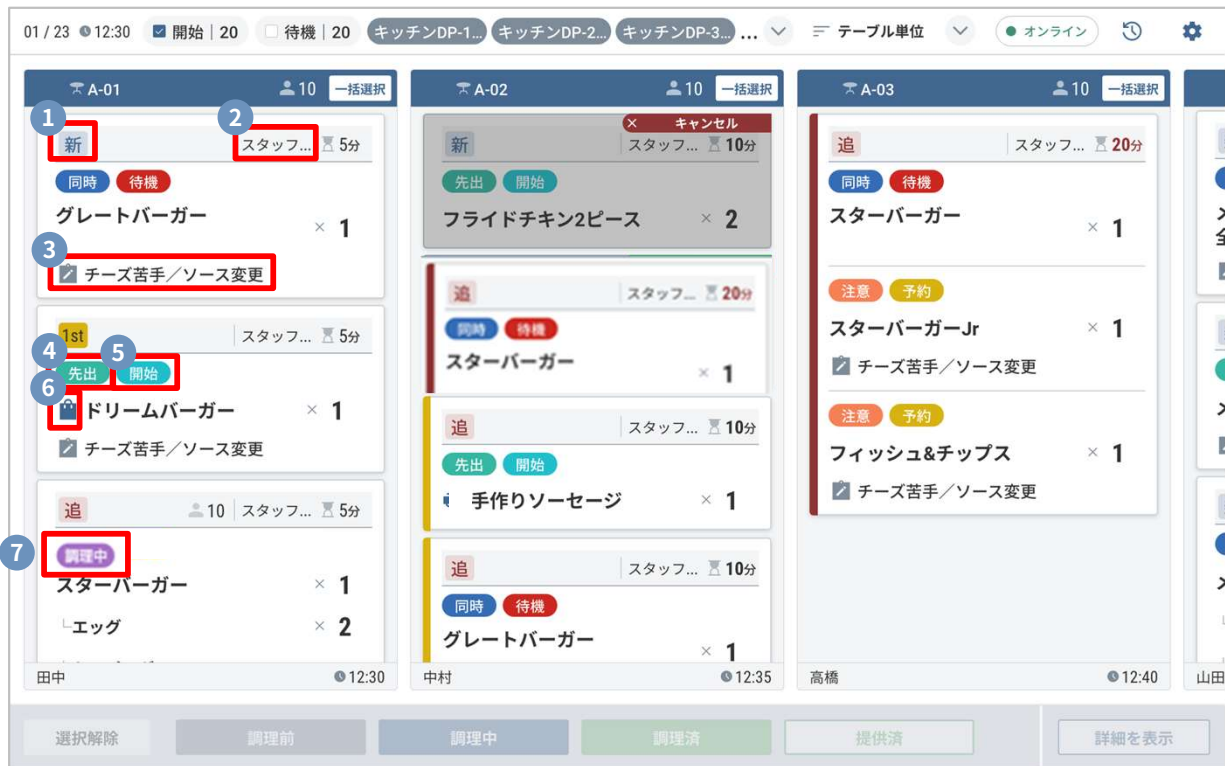 01 / 23 12:30 開始 | 20 待機 | 20 キッチンDP-1... キッチンDP-2... キッチンDP-3... ... テーブル単位 オンライン
A-01 10 一括選択
1 2
新 スタッフ... 5分
同時 待機
グレートバーガー × 1
3
チーズ苦手／ソース変更
1st スタッフ... 5分
4 5
先出 開始
6
ドリームバーガー × 1
チーズ苦手／ソース変更
追 10 スタッフ... 5分
7
調理中
スターバーガー × 1
└エッグ × 2
田中 12:30
A-02 10 一括選択
× キャンセル
新 スタッフ... 10分
先出 開始
フライドチキン2ピース × 2
追 スタッフ... 20分
同時 待機
スターバーガー × 1
追 スタッフ... 10分
先出 開始
手作りソーセージ × 1
追 スタッフ... 10分
同時 待機
グレートバーガー × 1
中村 12:35
A-03 10 一括選択
追 スタッフ... 20分
同時 待機
スターバーガー × 1
注意 予約
スターバーガーJr × 1
チーズ苦手／ソース変更
注意 予約
フィッシュ&チップス × 1
チーズ苦手／ソース変更
高橋 12:40
山田
選択解除 調理前 調理中 調理済 提供済 詳細を表示